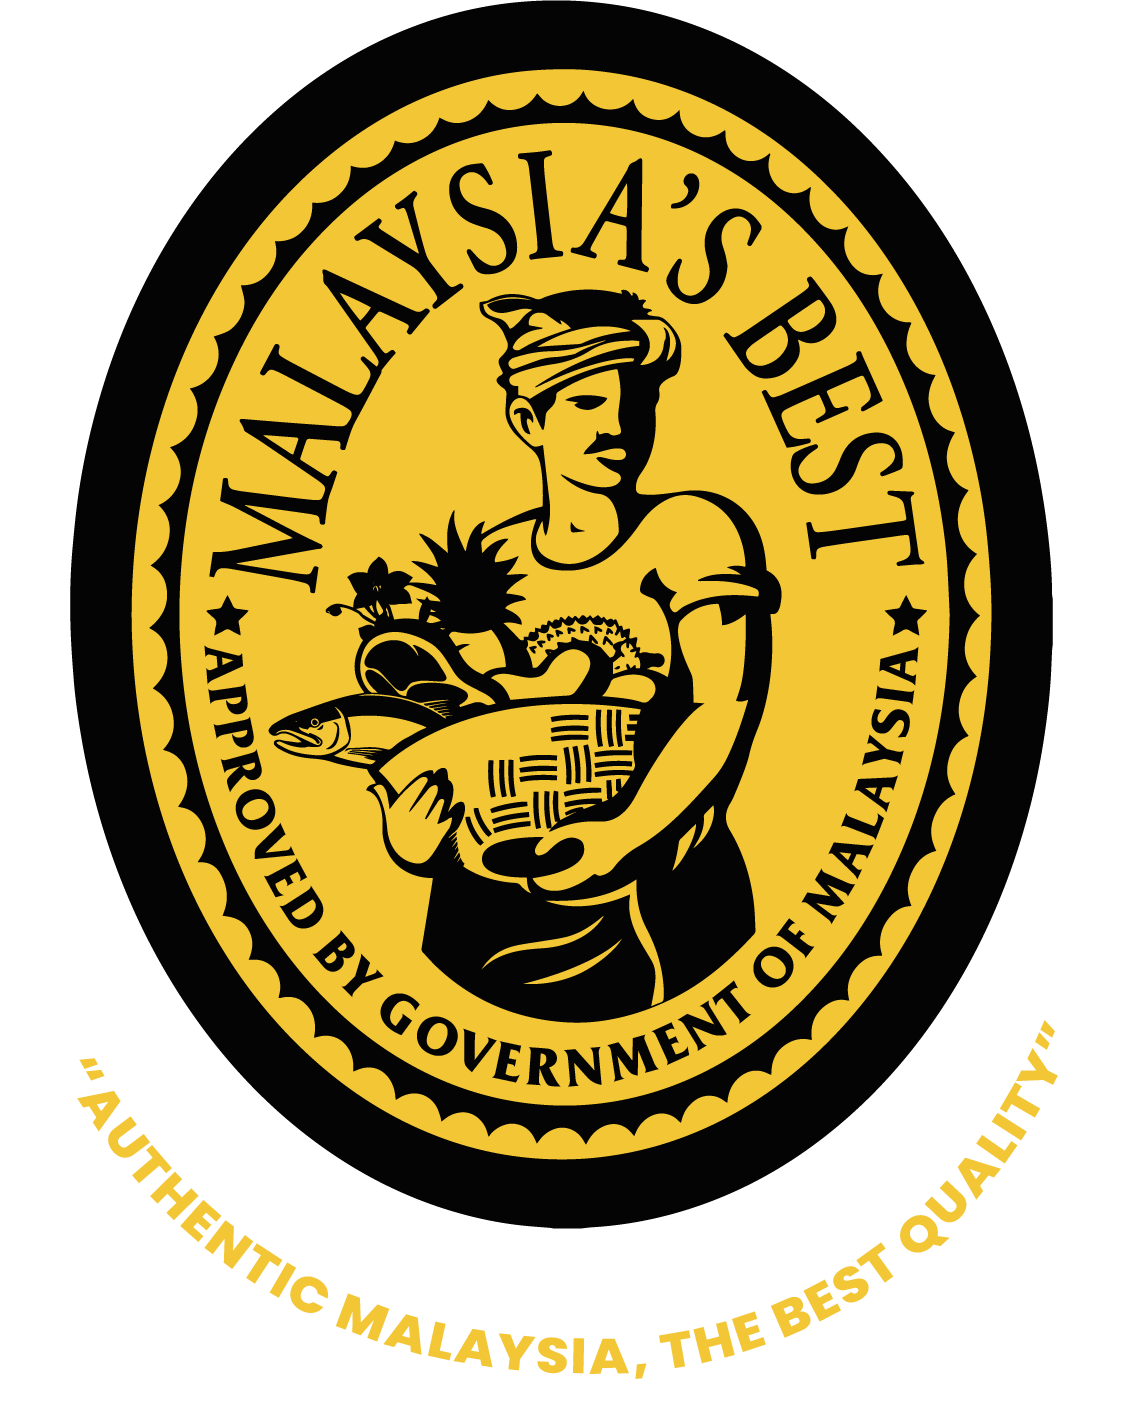 MALAYSIA'S BEST
★ APPROVED BY GOVERNMENT OF MALAYSIA ★
“AUTHENTIC MALAYSIA, THE BEST QUALITY”